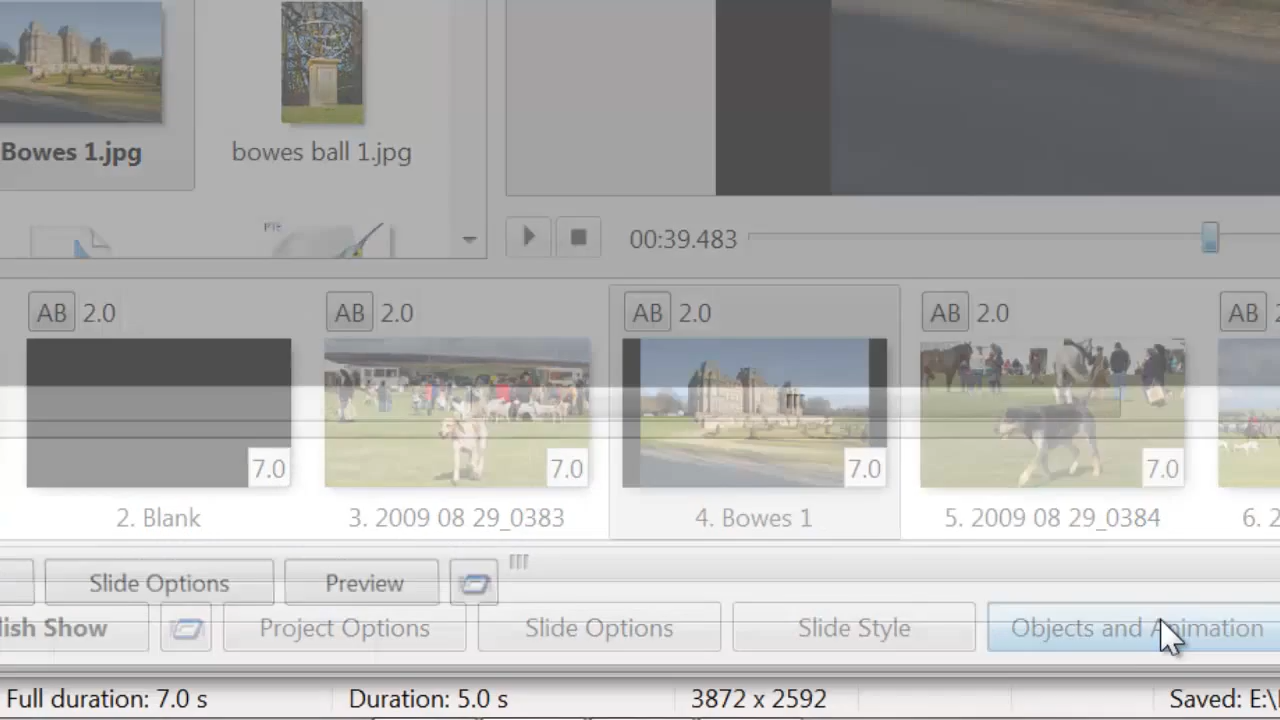 Bowes 1.jpg bowes ball 1.jpg
PTE
00:39.483
AB 2.0 AB 2.0 AB 2.0 AB 2.0 AB
7.0 7.0 7.0 7.0
2. Blank 3. 2009 08 29_0383 4. Bowes 1 5. 2009 08 29_0384 6. 2
Slide Options Preview
lish Show Project Options Slide Options Slide Style Objects and Animation
Full duration: 7.0 s Duration: 5.0 s 3872 x 2592 Saved: E:\